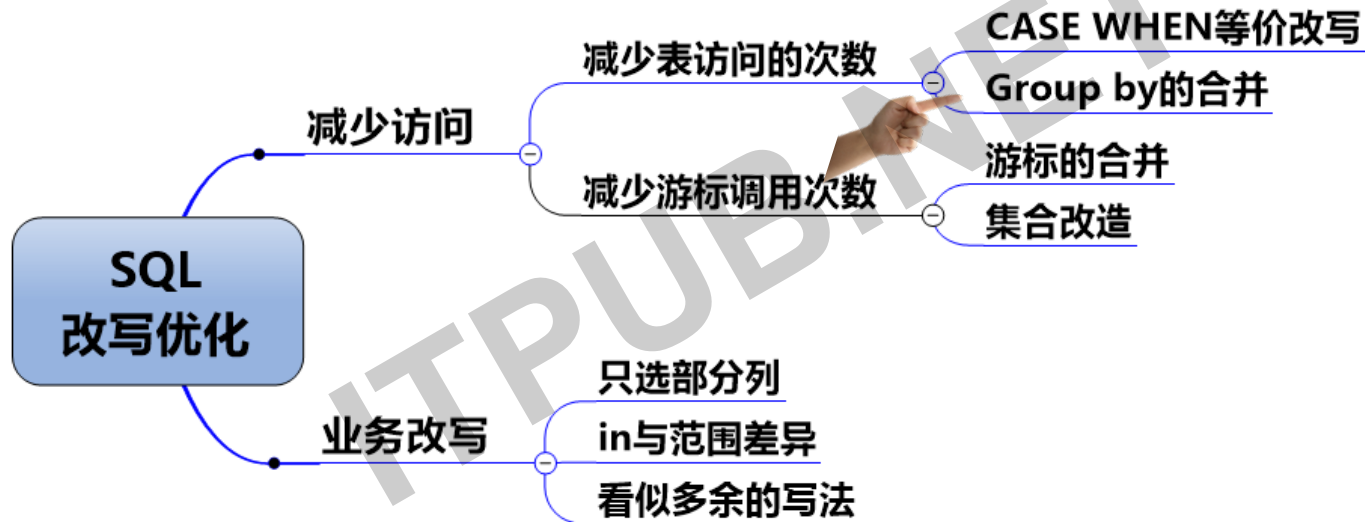 CASE WHEN等价改写
减少表访问的次数
Group by的合并
减少访问
游标的合并
减少游标调用次数
集合改造
SQL
改写优化
只选部分列
业务改写
in与范围差异
看似多余的写法
ITPUB.NET